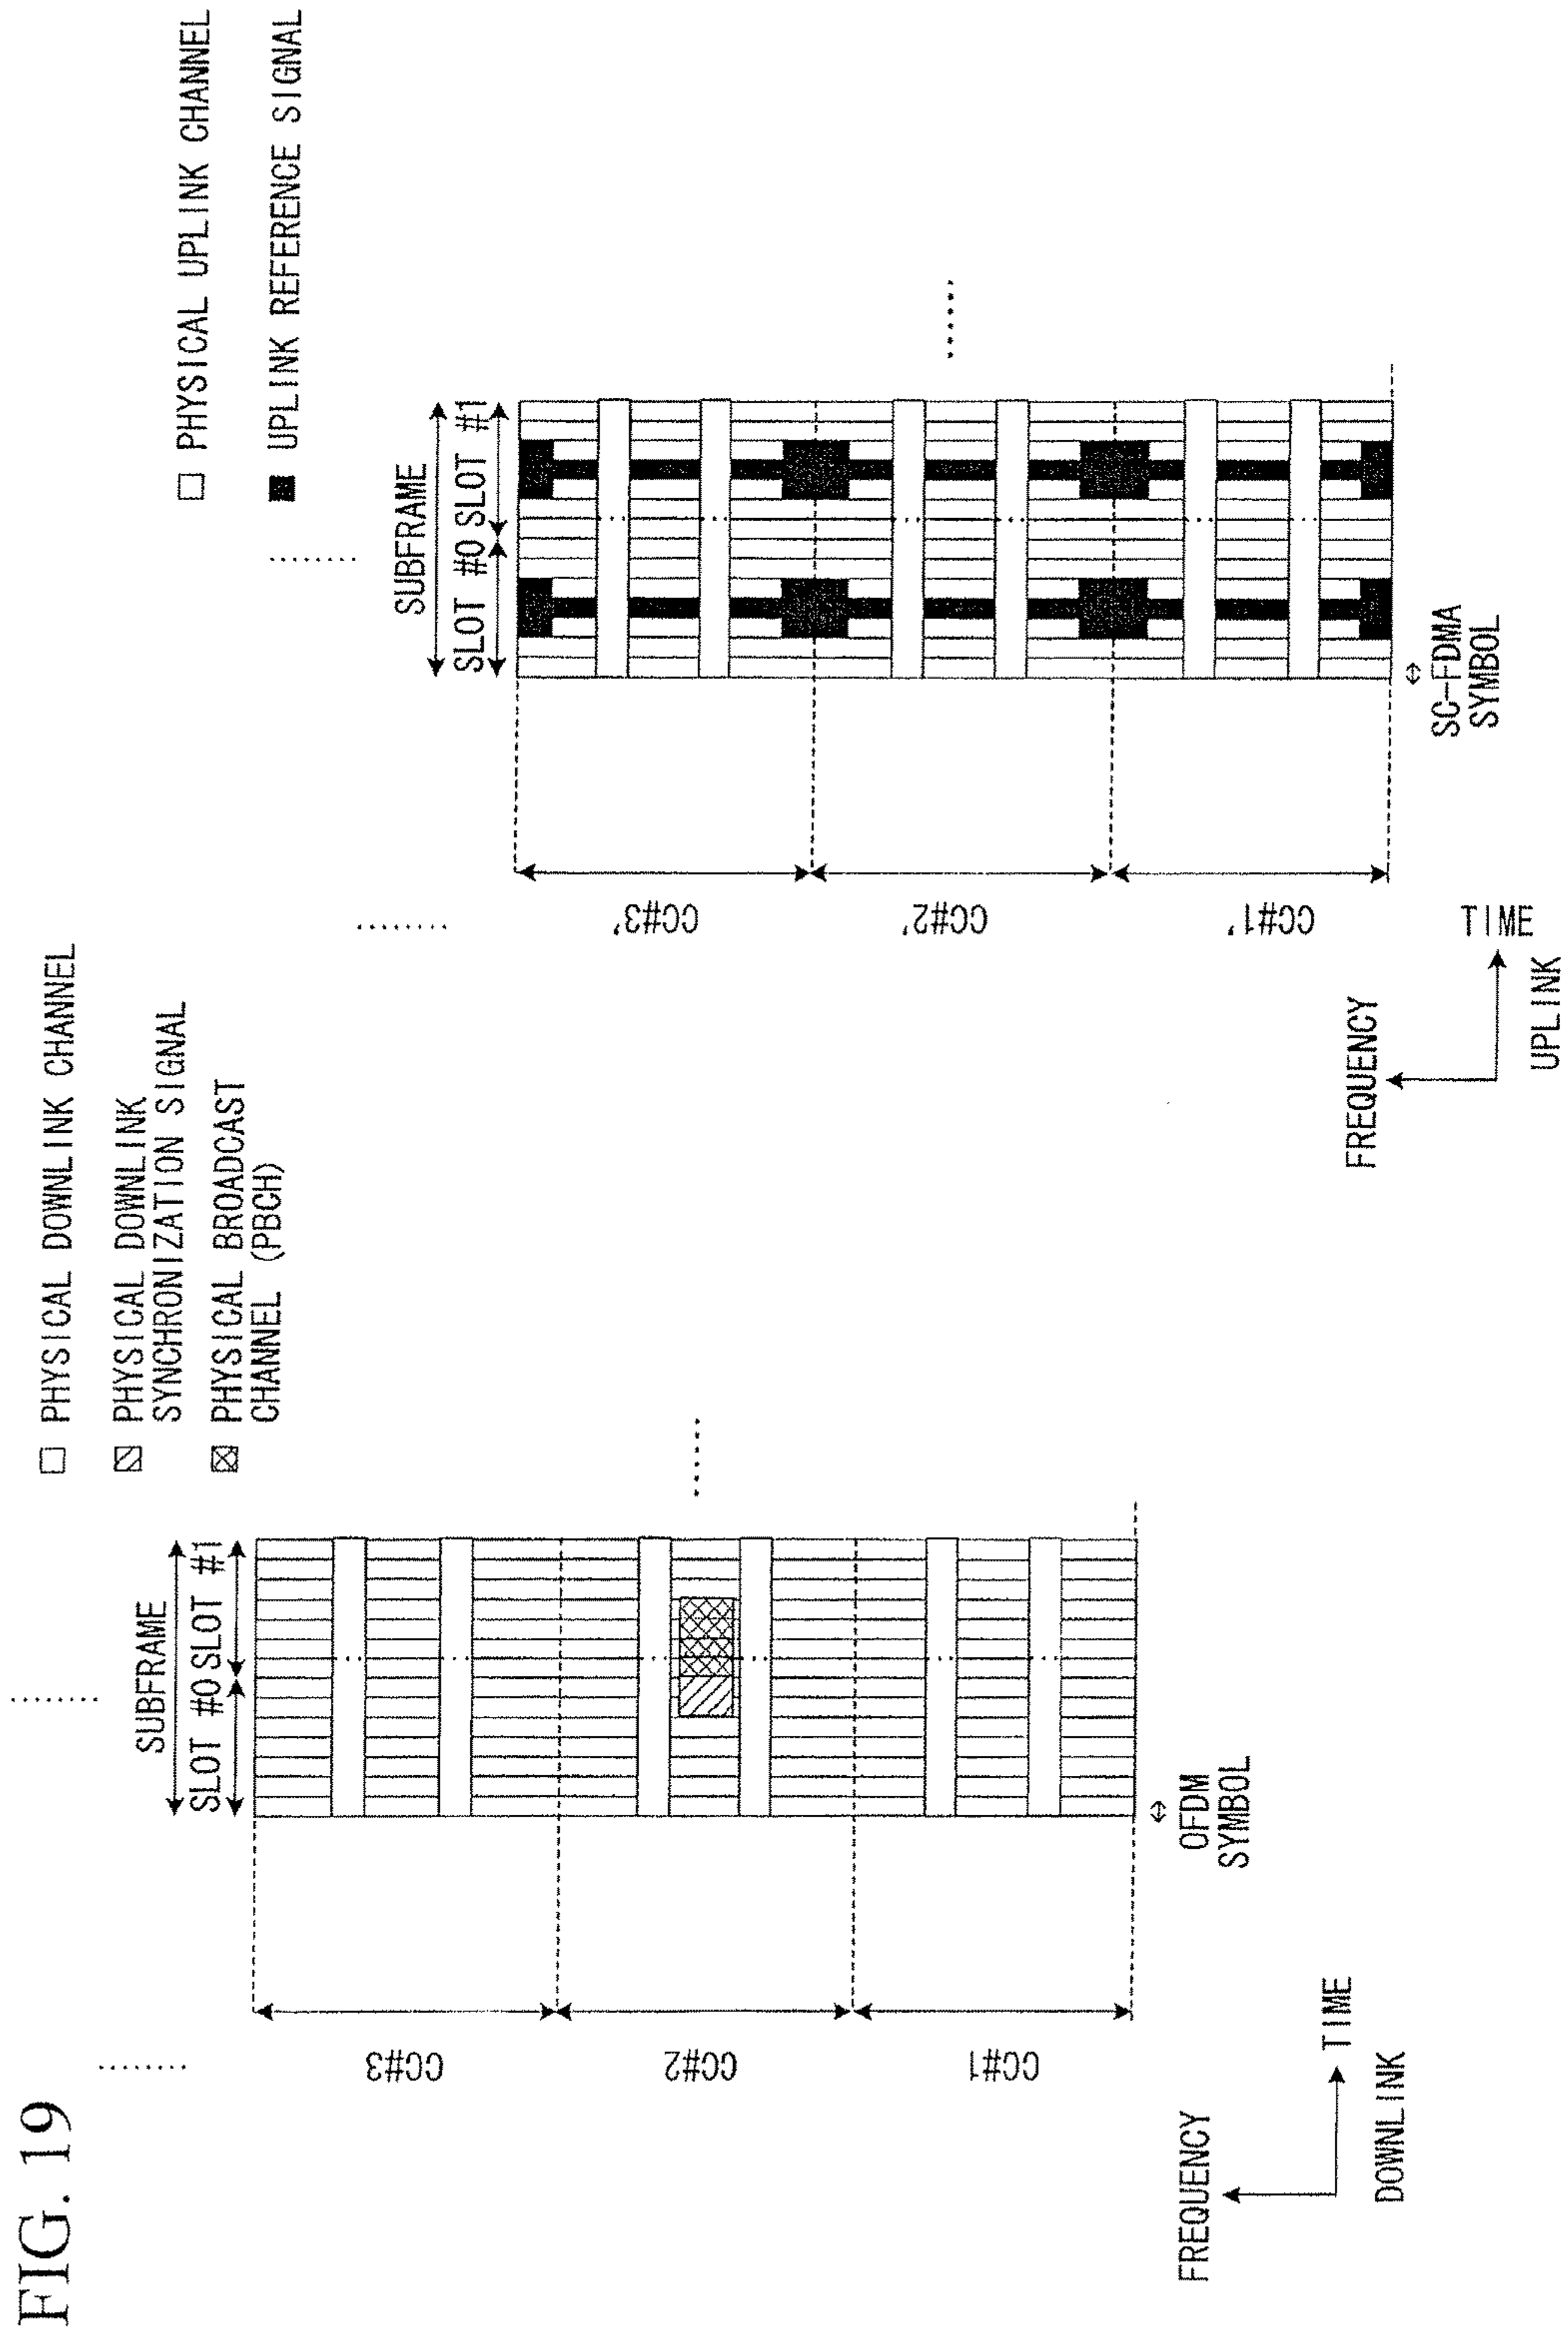 FIG. 19
□ PHYSICAL DOWNLINK CHANNEL
PHYSICAL DOWNLINK
SYNCHRONIZATION SIGNAL
PHYSICAL BROADCAST
CHANNEL (PBCH)
SUBFRAME
SLOT #0 SLOT #1
CC#3
CC#2
CC#1
OFDM
SYMBOL
FREQUENCY
TIME
DOWNLINK
□ PHYSICAL UPLINK CHANNEL
■ UPLINK REFERENCE SIGNAL
SUBFRAME
SLOT #0 SLOT #1
CC#3'
CC#2'
CC#1'
SC-FDMA
SYMBOL
FREQUENCY
TIME
UPLINK